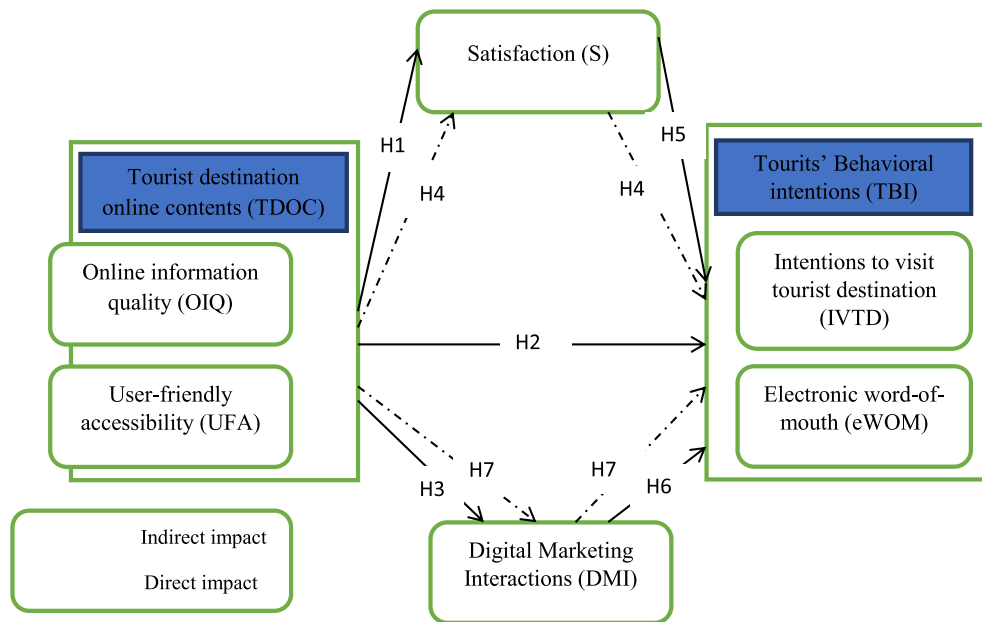 Satisfaction (S)
H1
H4
H5
H4
Tourist destination
online contents (TDOC)
Online information
quality (OIQ)
User-friendly
accessibility (UFA)
H2
Tourits’ Behavioral
intentions (TBI)
Intentions to visit
tourist destination
(IVTD)
Electronic word-of-
mouth (eWOM)
H7
H3
H7
H6
Digital Marketing
Interactions (DMI)
Indirect impact
Direct impact